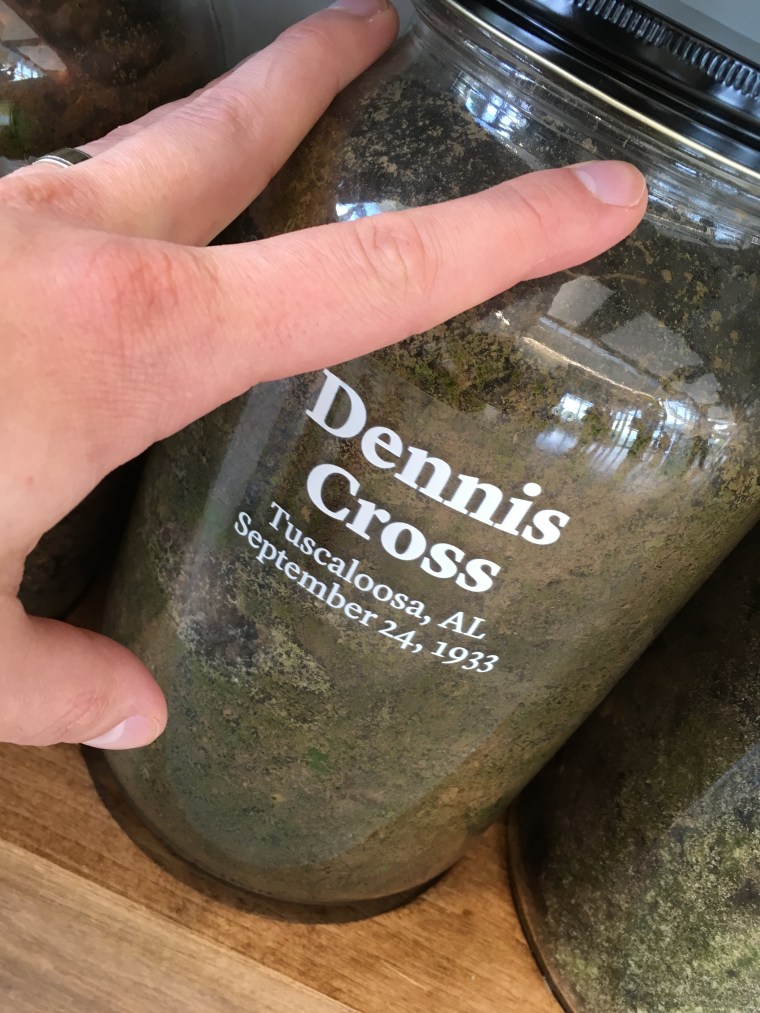 Dennis
Cross
Tuscaloosa, AL
September 24, 1933